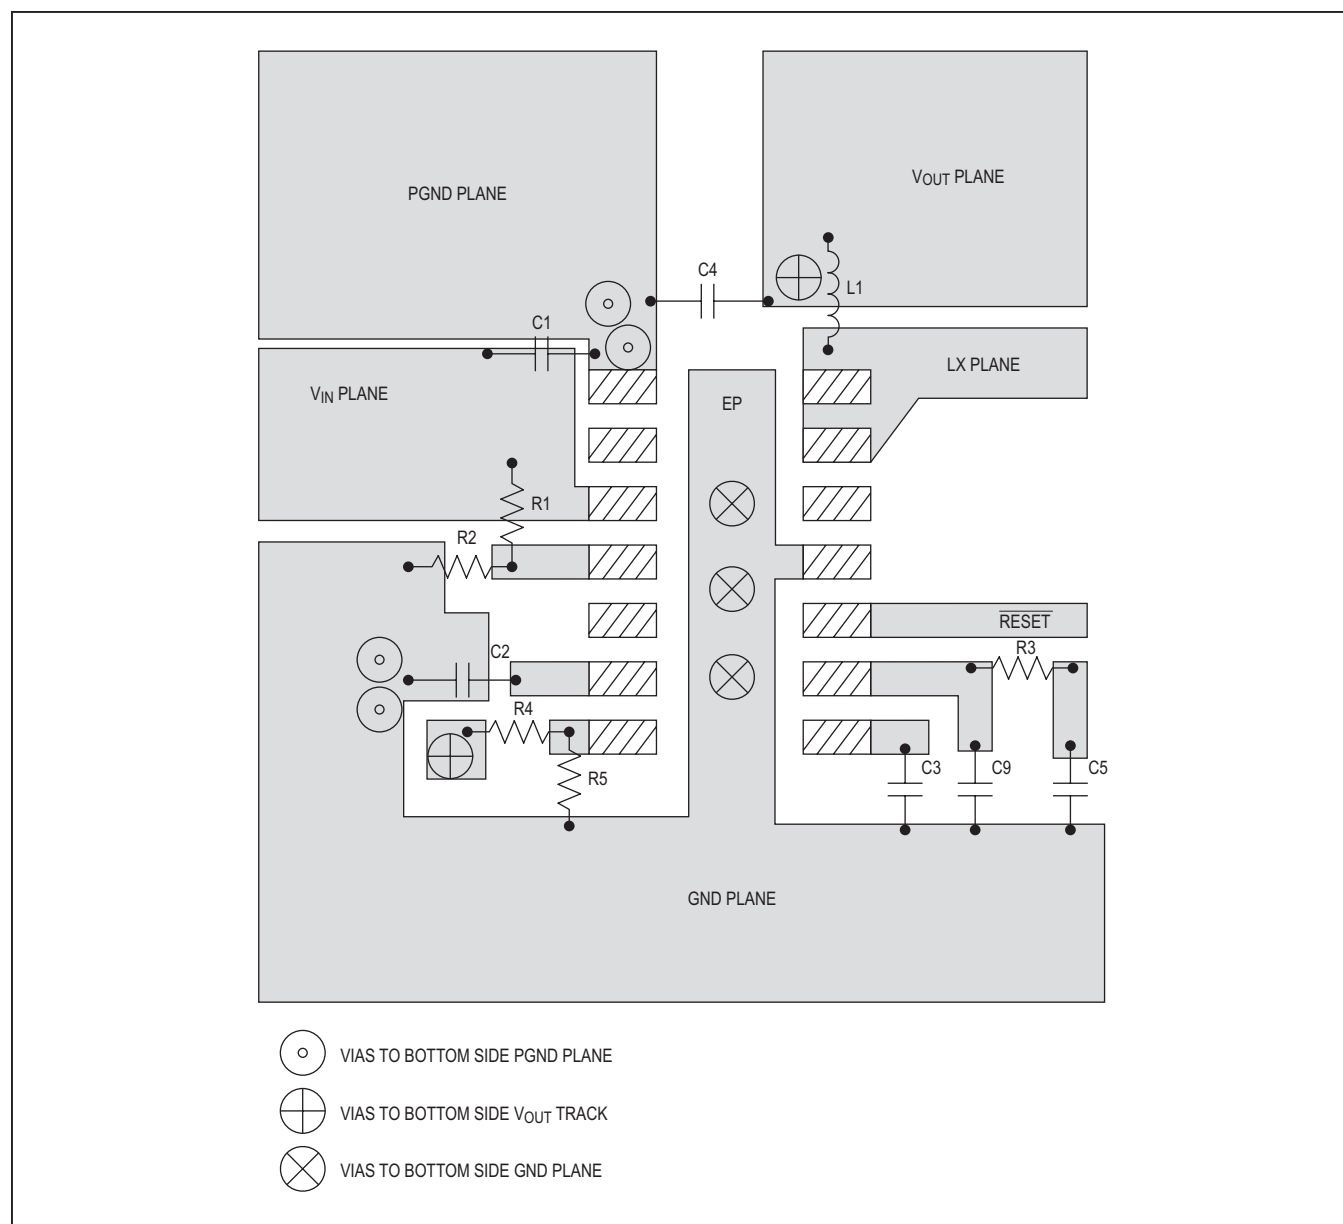 PGND PLANE
VOUT PLANE
C4
L1
C1
LX PLANE
VIN PLANE
EP
R1
R2
RESET
R3
C2
R4
R5
C3
C9
C5
GND PLANE
VIAS TO BOTTOM SIDE PGND PLANE
VIAS TO BOTTOM SIDE VOUT TRACK
VIAS TO BOTTOM SIDE GND PLANE